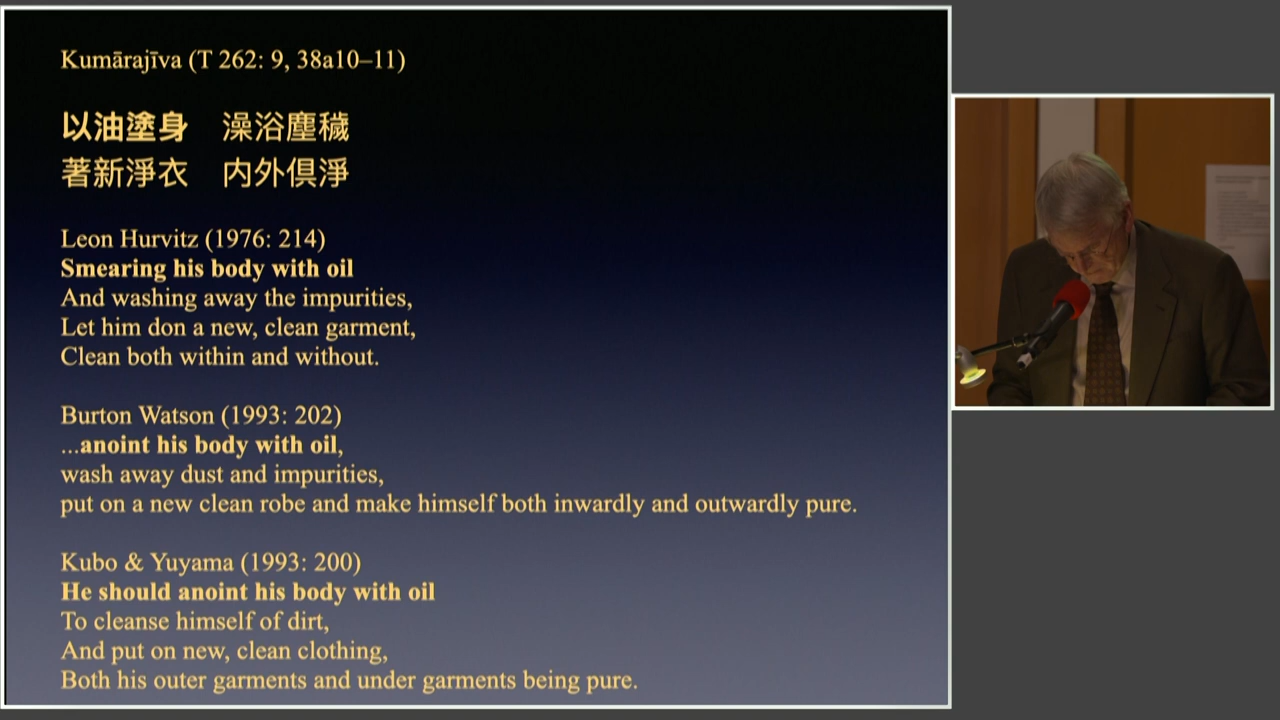 Kumārajīva (T 262: 9, 38a10–11)
以油塗身　澡浴塵穢
著新淨衣　内外俱淨
Leon Hurvitz (1976: 214)
Smearing his body with oil
And washing away the impurities,
Let him don a new, clean garment,
Clean both within and without.
Burton Watson (1993: 202)
...anoint his body with oil,
wash away dust and impurities,
put on a new clean robe and make himself both inwardly and outwardly pure.
Kubo & Yuyama (1993: 200)
He should anoint his body with oil
To cleanse himself of dirt,
And put on new, clean clothing,
Both his outer garments and under garments being pure.